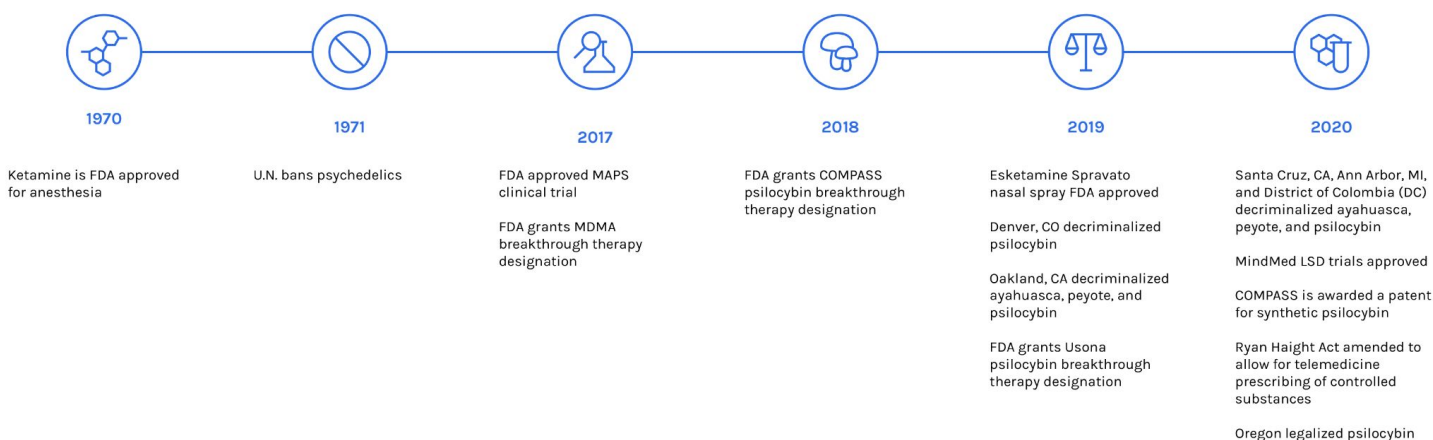 1970
Ketamine is FDA approved
for anesthesia
1971
U.N. bans psychedelics
2017
FDA approved MAPS
clinical trial
FDA grants MDMA
breakthrough therapy
designation
2018
FDA grants COMPASS
psilocybin breakthrough
therapy designation
2019
Esketamine Spravato
nasal spray FDA approved
Denver, CO decriminalized
psilocybin
Oakland, CA decriminalized
ayahuasca, peyote, and
psilocybin
FDA grants Usona
psilocybin breakthrough
therapy designation
2020
Santa Cruz, CA, Ann Arbor, MI,
and District of Colombia (DC)
decriminalized ayahuasca,
peyote, and psilocybin
MindMed LSD trials approved
COMPASS is awarded a patent
for synthetic psilocybin
Ryan Haight Act amended to
allow for telemedicine
prescribing of controlled
substances
Oregon legalized psilocybin